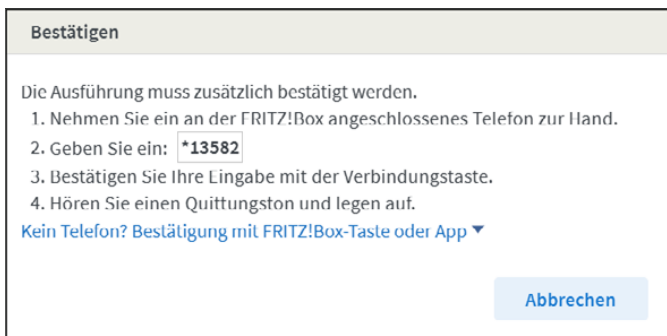 Bestätigen
Die Ausführung muss zusätzlich bestätigt werden.
1. Nehmen Sie ein an der FRITZ!Box angeschlossenes Telefon zur Hand.
2. Geben Sie ein: *13582
3. Bestätigen Sie Ihre Eingabe mit der Verbindungstaste.
4. Hören Sie einen Quittungston und legen auf.
Kein Telefon? Bestätigung mit FRITZ!Box-Taste oder App
Abbrechen